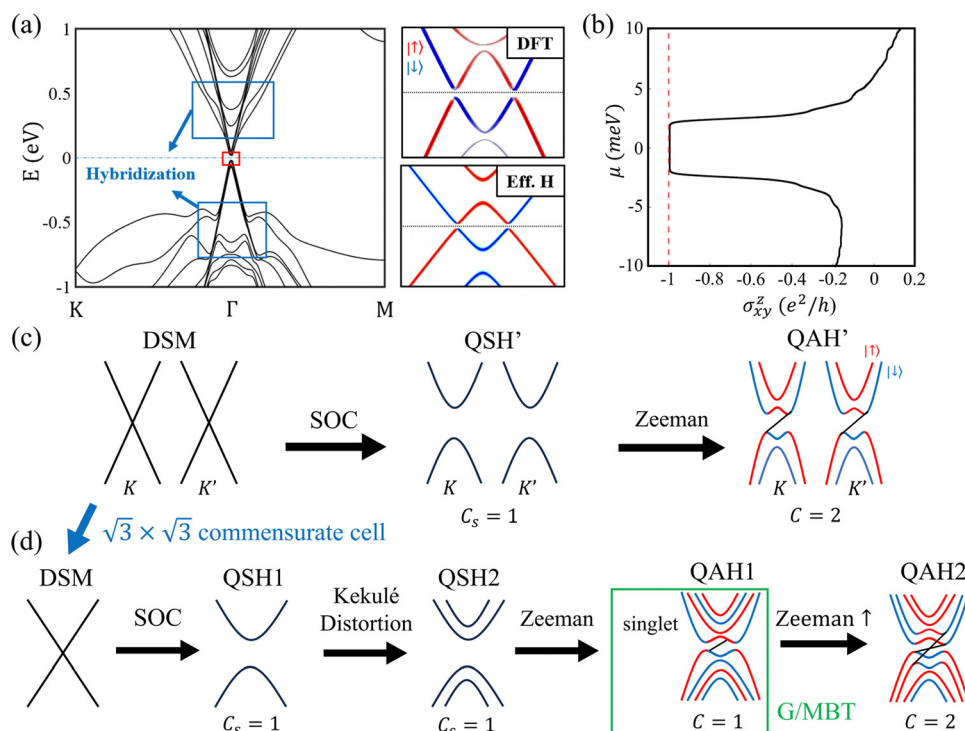 (a)
1
0.5
0
-0.5
-1
E (eV)
Hybridization
K
Γ
M
|↑⟩
|↓⟩
DFT
Eff. H
(b)
10
5
0
-5
-10
μ (meV)
-1
-0.8
-0.6
-0.4
-0.2
0
0.2
σ^z_xy (e²/h)
(c)
DSM
K
K'
SOC
QSH'
K
K'
C_s = 1
Zeeman
QAH'
|↑⟩
|↓⟩
K
K'
C = 2
√3 × √3 commensurate cell
(d)
DSM
SOC
QSH1
C_s = 1
Kekulé
Distortion
QSH2
C_s = 1
Zeeman
QAH1
singlet
C = 1
G/MBT
Zeeman ↑
QAH2
C = 2